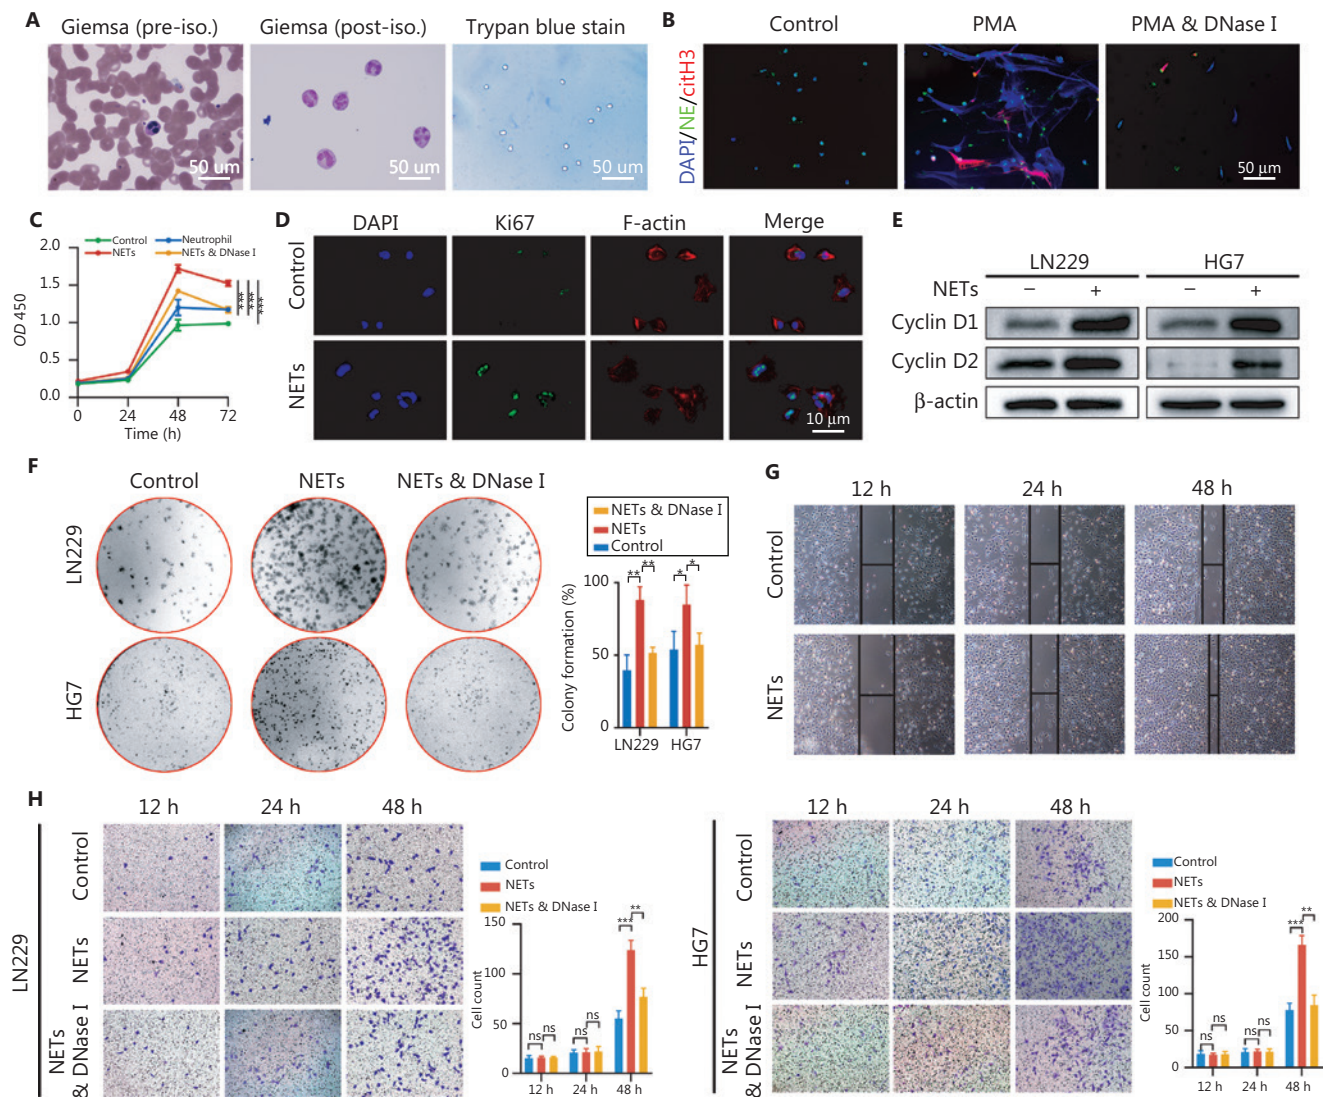 A
Giemsa (pre-iso.) Giemsa (post-iso.) Trypan blue stain
50 um 50 um 50 um
B
Control PMA PMA & DNase I
DAPI/NE/citH3
50 μm
C
Control Neutrophil
NETs NETs & DNase I
2.0
1.5
1.0
0.5
0.0
OD 450
0 24 48 72
Time (h)
***
***
***
D
DAPI Ki67 F-actin Merge
Control
NETs
10 μm
E
LN229 HG7
NETs − + − +
Cyclin D1
Cyclin D2
β-actin
F
Control NETs NETs & DNase I
LN229
HG7
NETs & DNase I
NETs
Control
Colony formation (%)
100
50
0
** ** * *
LN229 HG7
G
12 h 24 h 48 h
Control
NETs
H
LN229
12 h 24 h 48 h
Control
NETs
NETs
& DNase I
Control
NETs
NETs & DNase I
Cell count
150
100
50
0
ns ns ns ns *** **
12 h 24 h 48 h
HG7
12 h 24 h 48 h
Control
NETs
NETs
& DNase I
Control
NETs
NETs & DNase I
Cell count
200
150
100
50
0
ns ns ns ns *** **
12 h 24 h 48 h